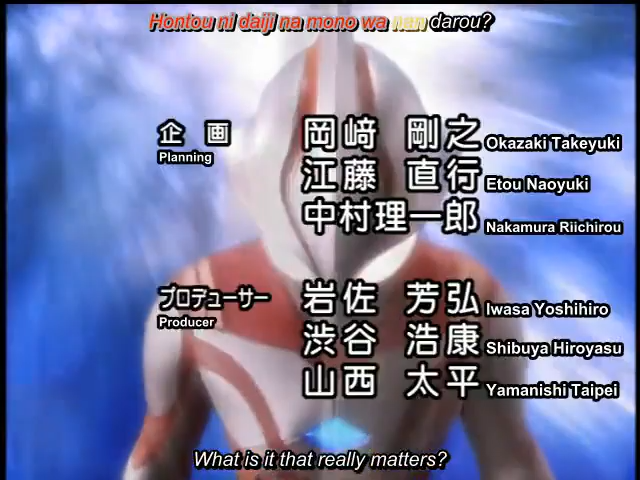 Hontou ni daiji na mono wa nan darou?
企 画 岡﨑 剛之 Okazaki Takeyuki
Planning
江藤 直行 Etou Naoyuki
中村理一郎 Nakamura Riichirou
プロデューサー 岩佐 芳弘 Iwasa Yoshihiro
Producer
渋谷 浩康 Shibuya Hiroyasu
山西 太平 Yamanishi Taipei
What is it that really matters?